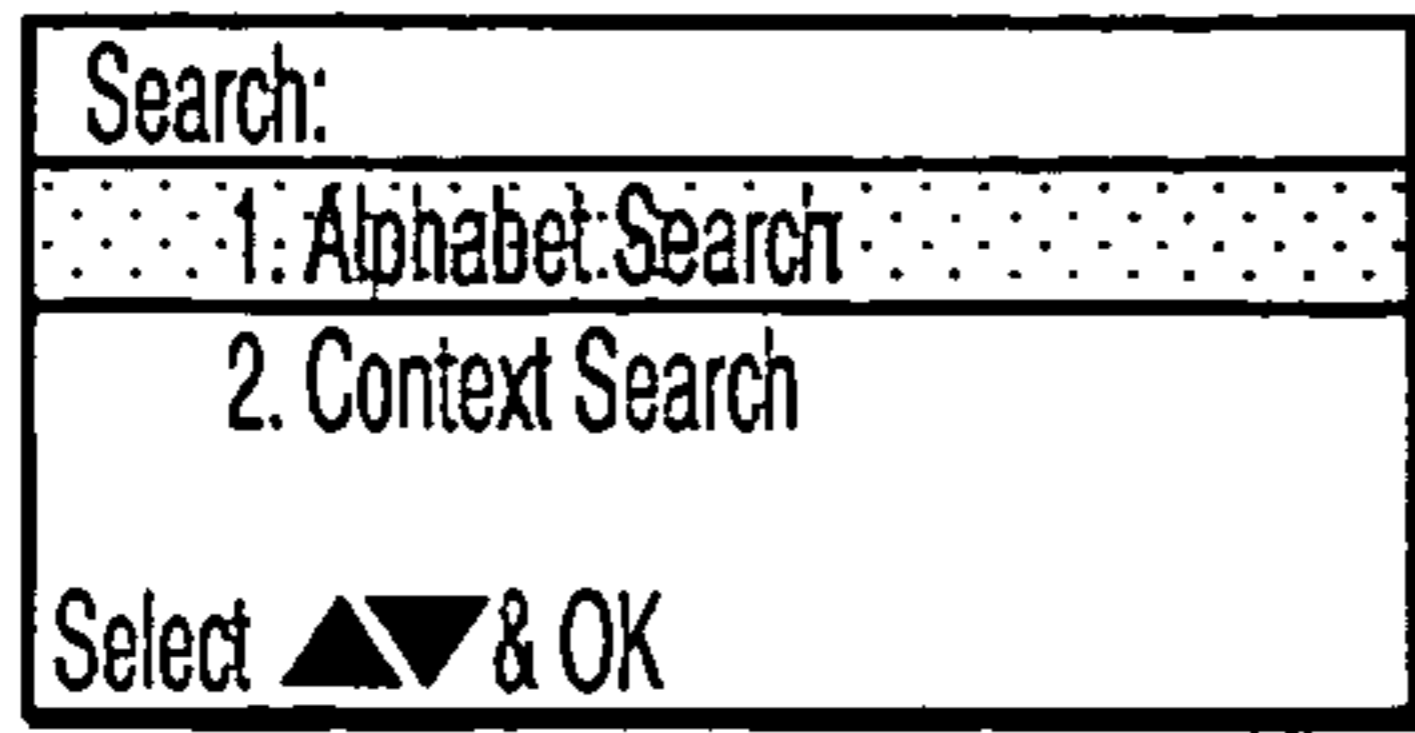 Search:
1. Alphabet Search
2. Context Search
Select ▲▼ & OK